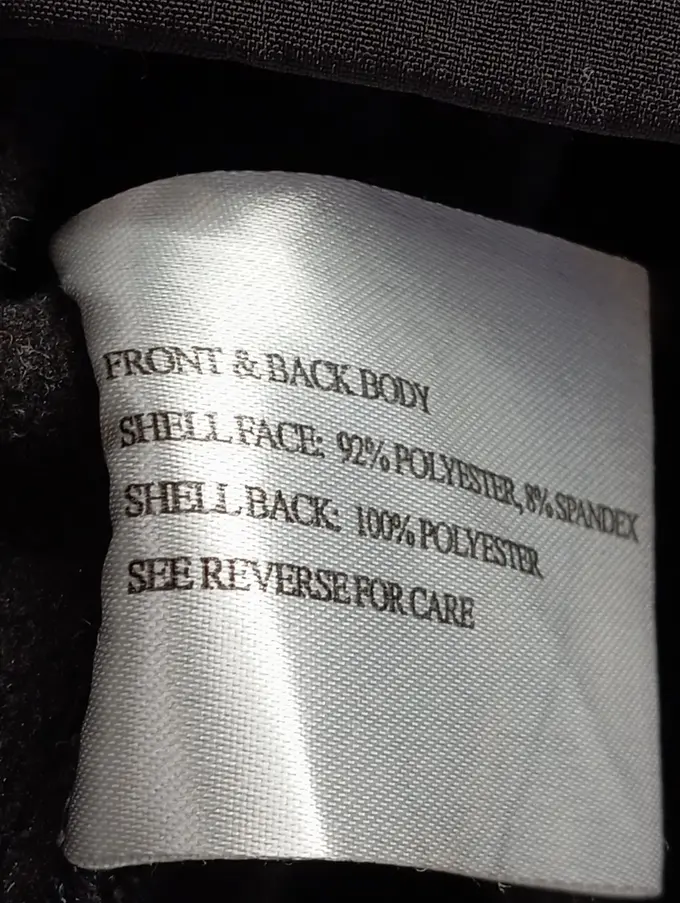 FRONT & BACK BODY
SHELL FACE: 92% POLYESTER, 8% SPANDEX
SHELL BACK: 100% POLYESTER
SEE REVERSE FOR CARE